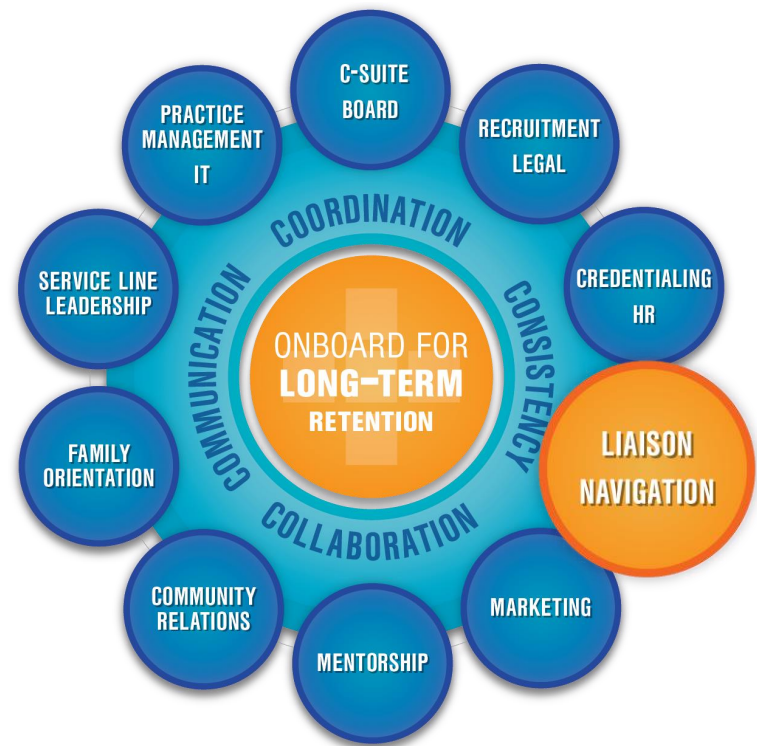 C-SUITE
BOARD
RECRUITMENT
LEGAL
CREDENTIALING
HR
LIAISON
NAVIGATION
MARKETING
MENTORSHIP
COMMUNITY
RELATIONS
FAMILY
ORIENTATION
SERVICE LINE
LEADERSHIP
PRACTICE
MANAGEMENT
IT
COORDINATION
CONSISTENCY
COLLABORATION
COMMUNICATION
ONBOARD FOR
LONG-TERM
RETENTION